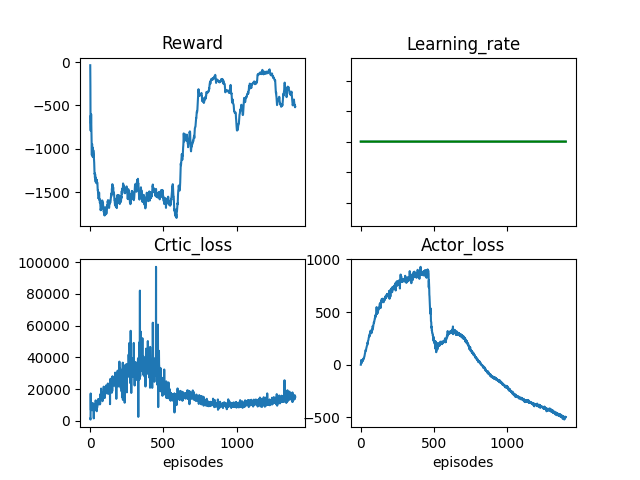 Reward
Learning_rate
0
−500
−1000
−1500
Crtic_loss
Actor_loss
100000
80000
60000
40000
20000
0
1000
500
0
−500
0 500 1000
0 500 1000
episodes
episodes